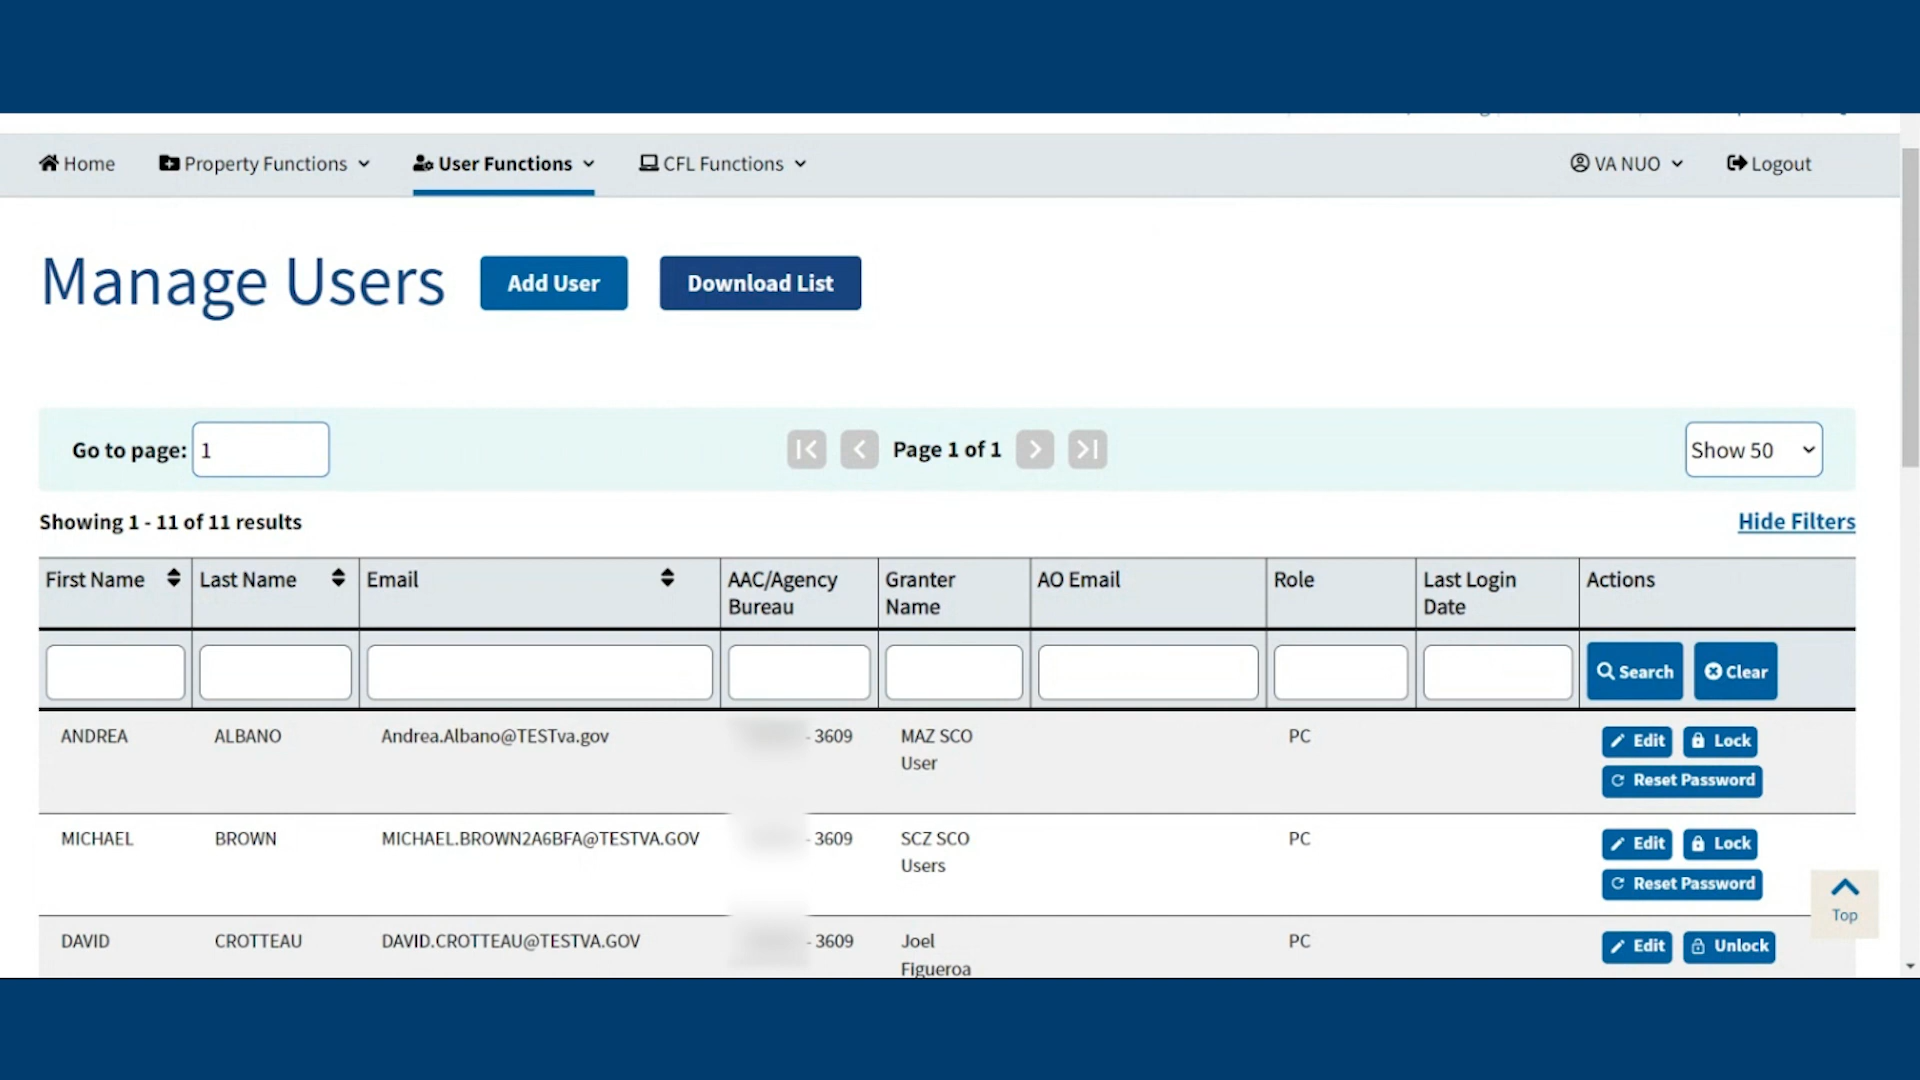 Home Property Functions User Functions CFL Functions VA NUO Logout
Manage Users Add User Download List
Go to page: 1 Page 1 of 1 Show 50
Showing 1 - 11 of 11 results Hide Filters
First Name Last Name Email AAC/Agency Bureau Granter Name AO Email Role Last Login Date Actions
Search Clear
ANDREA ALBANO Andrea.Albano@TESTva.gov - 3609 MAZ SCO User PC Edit Lock
Reset Password
MICHAEL BROWN MICHAEL.BROWN2A6BFA@TESTVA.GOV - 3609 SCZ SCO Users PC Edit Lock
Reset Password
Top
DAVID CROTTEAU DAVID.CROTTEAU@TESTVA.GOV - 3609 Joel Figueroa PC Edit Unlock